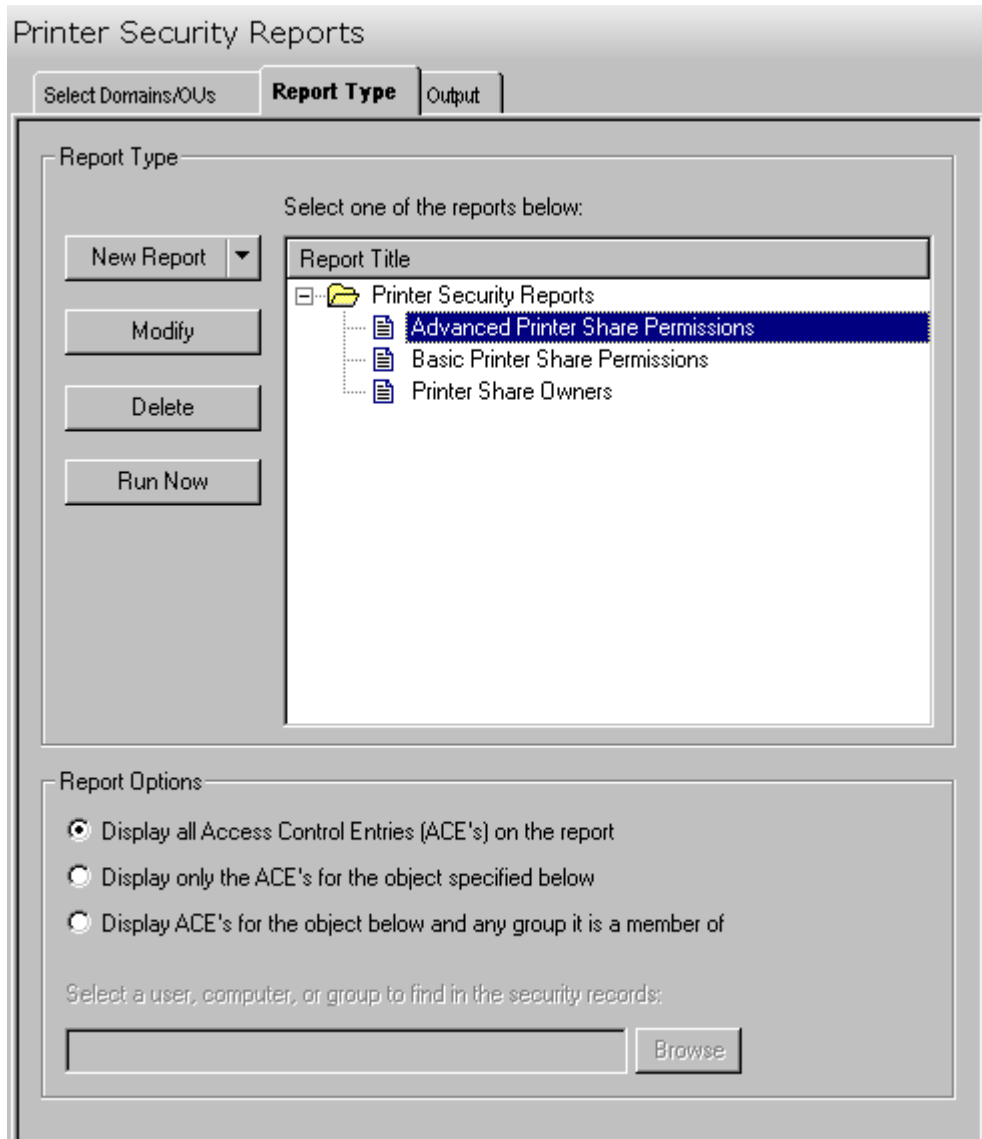 Printer Security Reports
Select Domains/OUs
Report Type
Output
Report Type
Select one of the reports below:
New Report
Modify
Delete
Run Now
Report Title
Printer Security Reports
Advanced Printer Share Permissions
Basic Printer Share Permissions
Printer Share Owners
Report Options
Display all Access Control Entries (ACE's) on the report
Display only the ACE's for the object specified below
Display ACE's for the object below and any group it is a member of
Select a user, computer, or group to find in the security records:
Browse